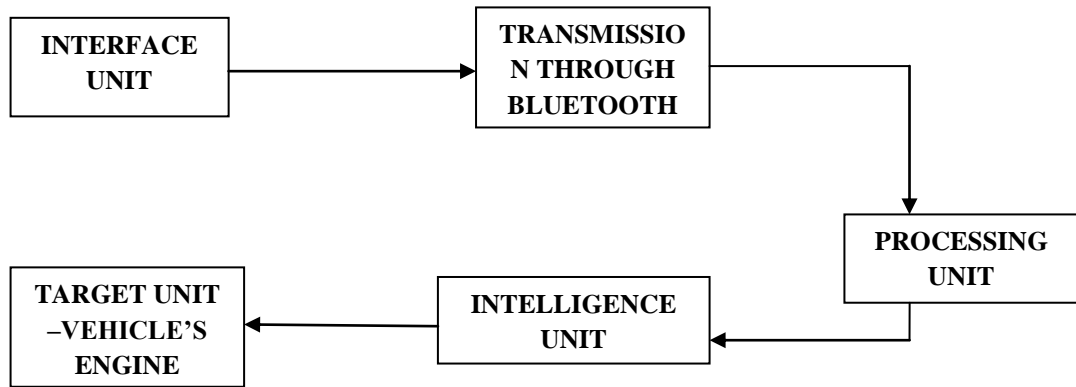 INTERFACE
UNIT
TRANSMISSIO
N THROUGH
BLUETOOTH
PROCESSING
UNIT
INTELLIGENCE
UNIT
TARGET UNIT
–VEHICLE’S
ENGINE